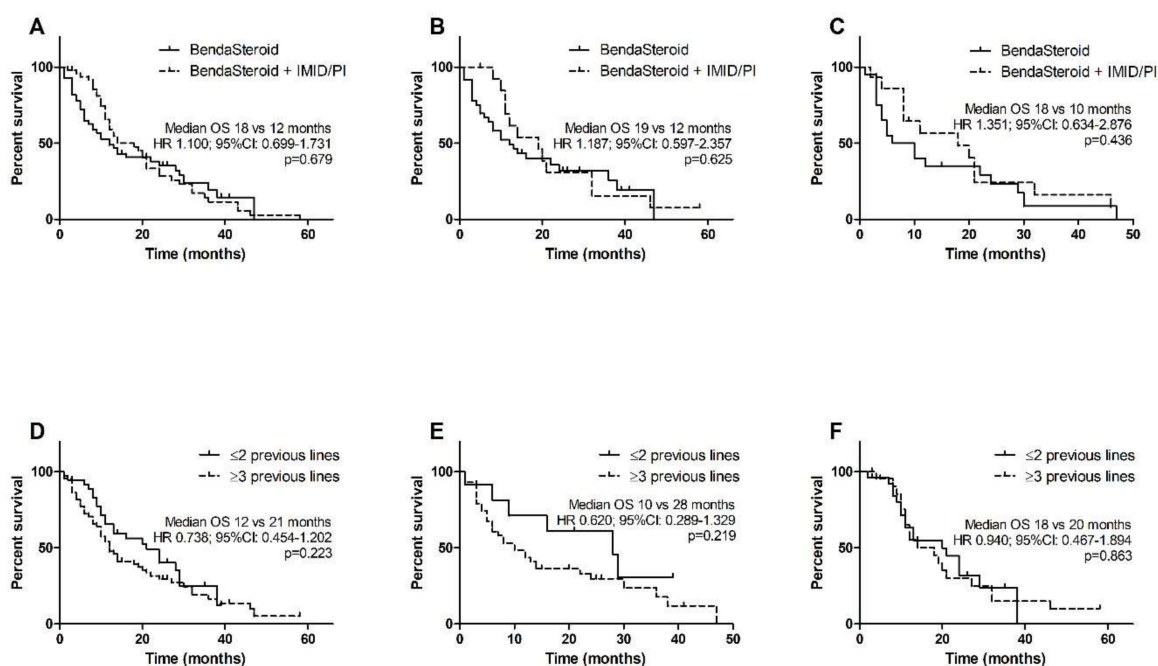 A
BendaSteroid
BendaSteroid + IMID/PI
Percent survival
100
50
0
Median OS 18 vs 12 months
HR 1.100; 95%CI: 0.699-1.731
p=0.679
0 20 40 60
Time (months)
B
BendaSteroid
BendaSteroid + IMID/PI
Percent survival
100
50
0
Median OS 19 vs 12 months
HR 1.187; 95%CI: 0.597-2.357
p=0.625
0 20 40 60
Time (months)
C
BendaSteroid
BendaSteroid + IMID/PI
Percent survival
100
50
0
Median OS 18 vs 10 months
HR 1.351; 95%CI: 0.634-2.876
p=0.436
0 10 20 30 40 50
Time (months)
D
≤2 previous lines
≥3 previous lines
Percent survival
100
50
0
Median OS 12 vs 21 months
HR 0.738; 95%CI: 0.454-1.202
p=0.223
0 20 40 60
Time (months)
E
≤2 previous lines
≥3 previous lines
Percent survival
100
50
0
Median OS 10 vs 28 months
HR 0.620; 95%CI: 0.289-1.329
p=0.219
0 10 20 30 40 50
Time (months)
F
≤2 previous lines
≥3 previous lines
Percent survival
100
50
0
Median OS 18 vs 20 months
HR 0.940; 95%CI: 0.467-1.894
p=0.863
0 20 40 60
Time (months)